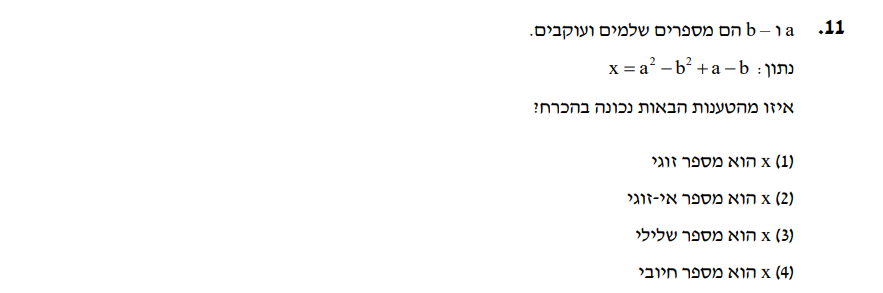 11. a ו – b הם מספרים שלמים ועוקבים.
נתון: x = a² − b² + a − b
איזו מהטענות הבאות נכונה בהכרח?
(1) x הוא מספר זוגי
(2) x הוא מספר אי-זוגי
(3) x הוא מספר שלילי
(4) x הוא מספר חיובי